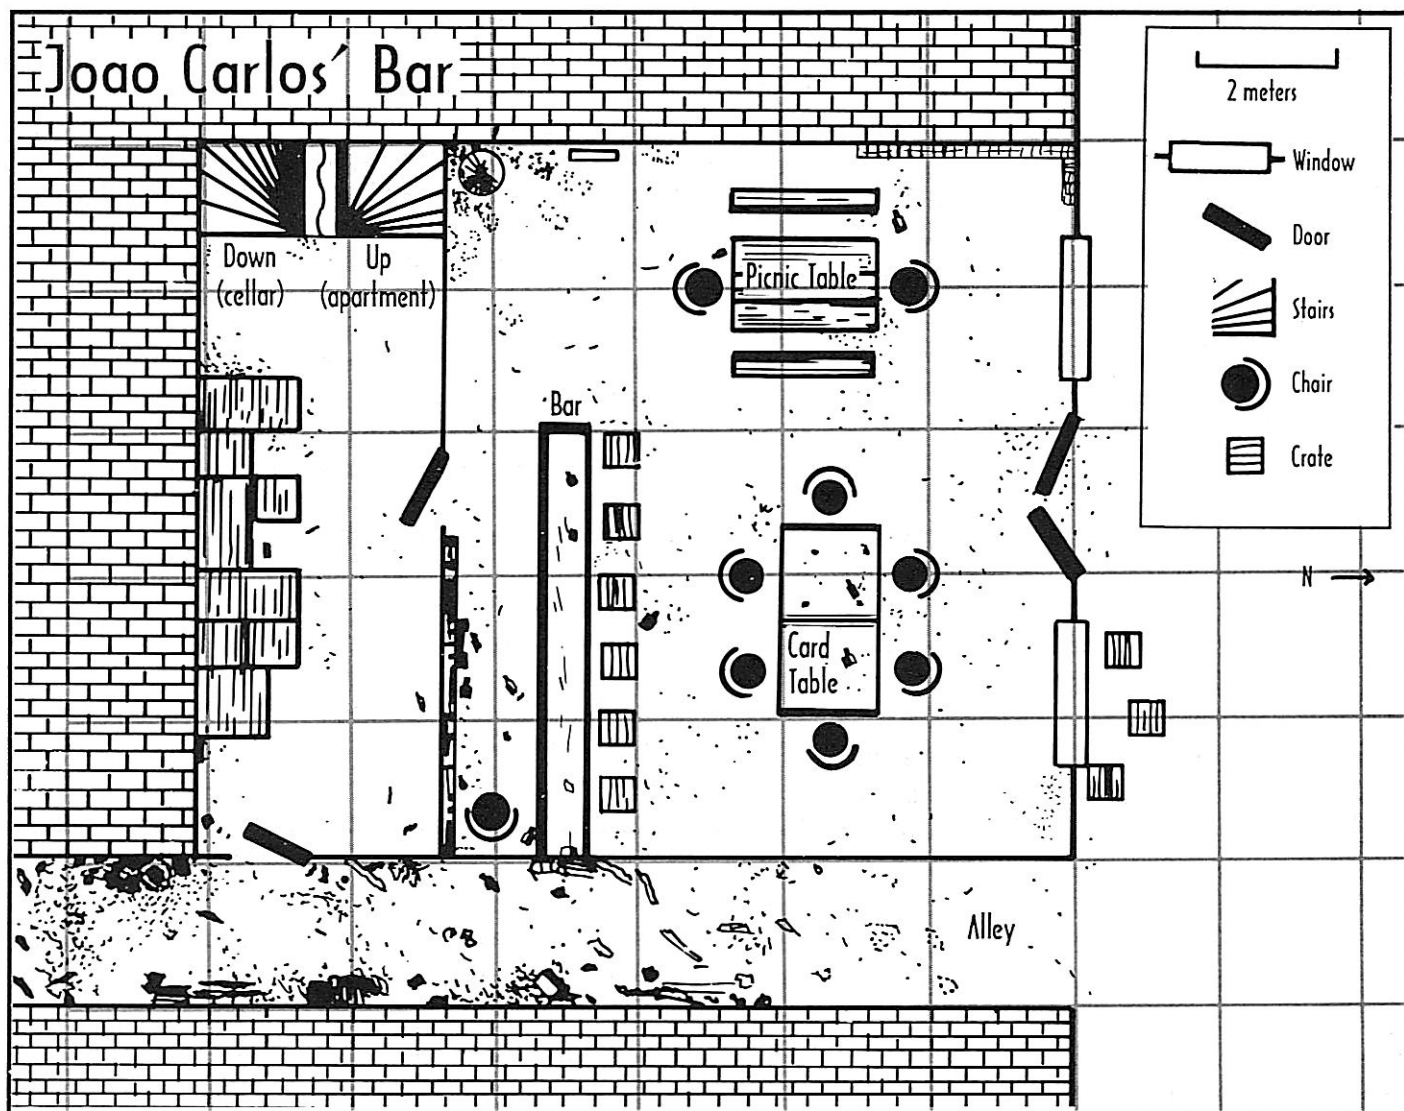 Joao Carlos' Bar
2 meters
Window
Door
Stairs
Chair
Crate
N
Down
(cellar)
Up
(apartment)
Picnic Table
Bar
Card
Table
Alley